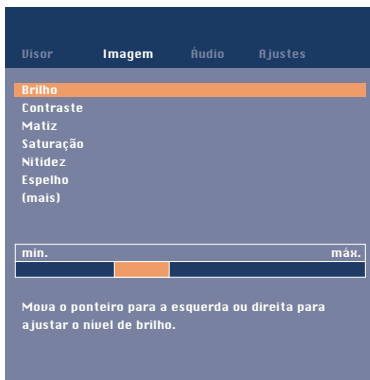 Visor Imagem Áudio Ajustes
Brilho
Contraste
Matiz
Saturação
Nitidez
Espelho
(mais)
min. máx.
Mova o ponteiro para a esquerda ou direita para
ajustar o nível de brilho.